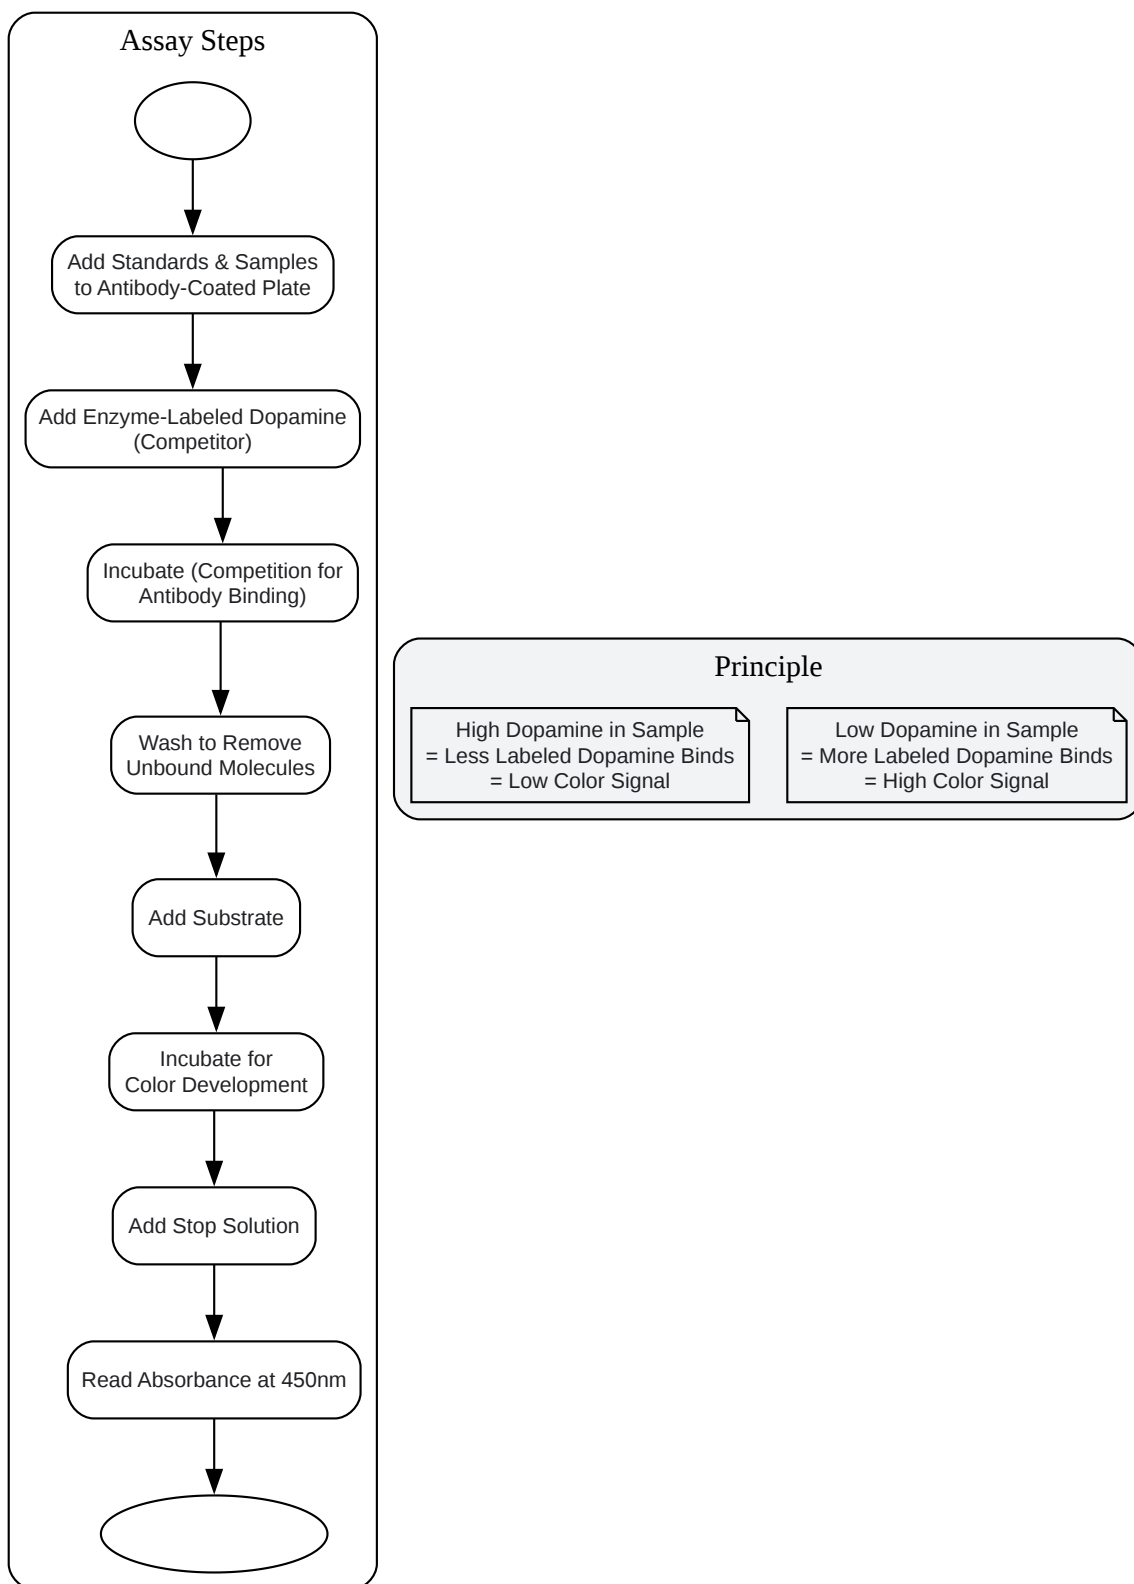 Assay Steps
Add Standards & Samples
to Antibody-Coated Plate
Add Enzyme-Labeled Dopamine
(Competitor)
Incubate (Competition for
Antibody Binding)
Wash to Remove
Unbound Molecules
Add Substrate
Incubate for
Color Development
Add Stop Solution
Read Absorbance at 450nm
Principle
High Dopamine in Sample
= Less Labeled Dopamine Binds
= Low Color Signal
Low Dopamine in Sample
= More Labeled Dopamine Binds
= High Color Signal